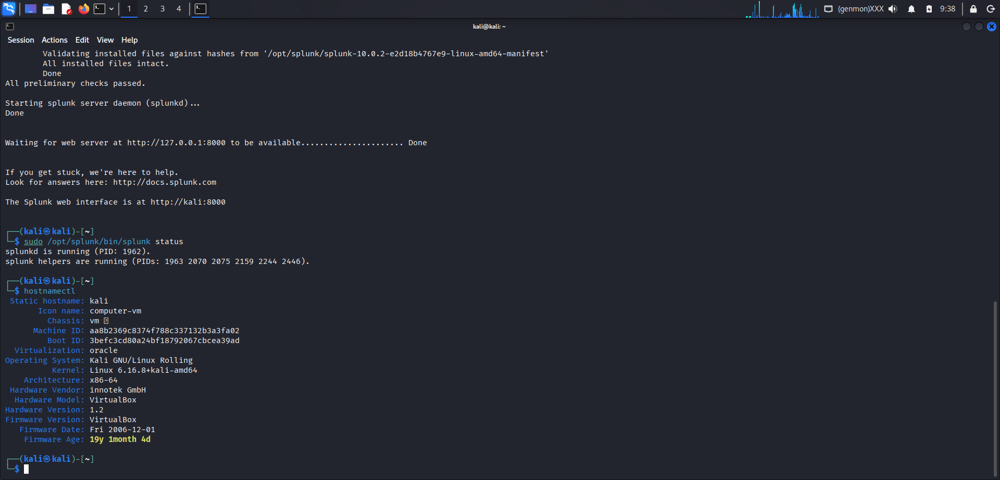 1 2 3 4 (genmon)XXX 9:38
kali@kali: ~
Session Actions Edit View Help
Validating installed files against hashes from '/opt/splunk/splunk-10.0.2-e2d18b4767e9-linux-amd64-manifest'
All installed files intact.
Done
All preliminary checks passed.
Starting splunk server daemon (splunkd)...
Done
Waiting for web server at http://127.0.0.1:8000 to be available...................... Done
If you get stuck, we're here to help.
Look for answers here: http://docs.splunk.com
The Splunk web interface is at http://kali:8000
┌──(kali㉿kali)-[~]
└─$ sudo /opt/splunk/bin/splunk status
splunkd is running (PID: 1962).
splunk helpers are running (PIDs: 1963 2070 2075 2159 2244 2446).
┌──(kali㉿kali)-[~]
└─$ hostnamectl
Static hostname: kali
Icon name: computer-vm
Chassis: vm
Machine ID: aa8b2369c8374f788c337132b3a3fa02
Boot ID: 3befc3cd80a24bf18792067cbcea39ad
Virtualization: oracle
Operating System: Kali GNU/Linux Rolling
Kernel: Linux 6.16.8+kali-amd64
Architecture: x86-64
Hardware Vendor: innotek GmbH
Hardware Model: VirtualBox
Hardware Version: 1.2
Firmware Version: VirtualBox
Firmware Date: Fri 2006-12-01
Firmware Age: 19y 1month 4d
┌──(kali㉿kali)-[~]
└─$